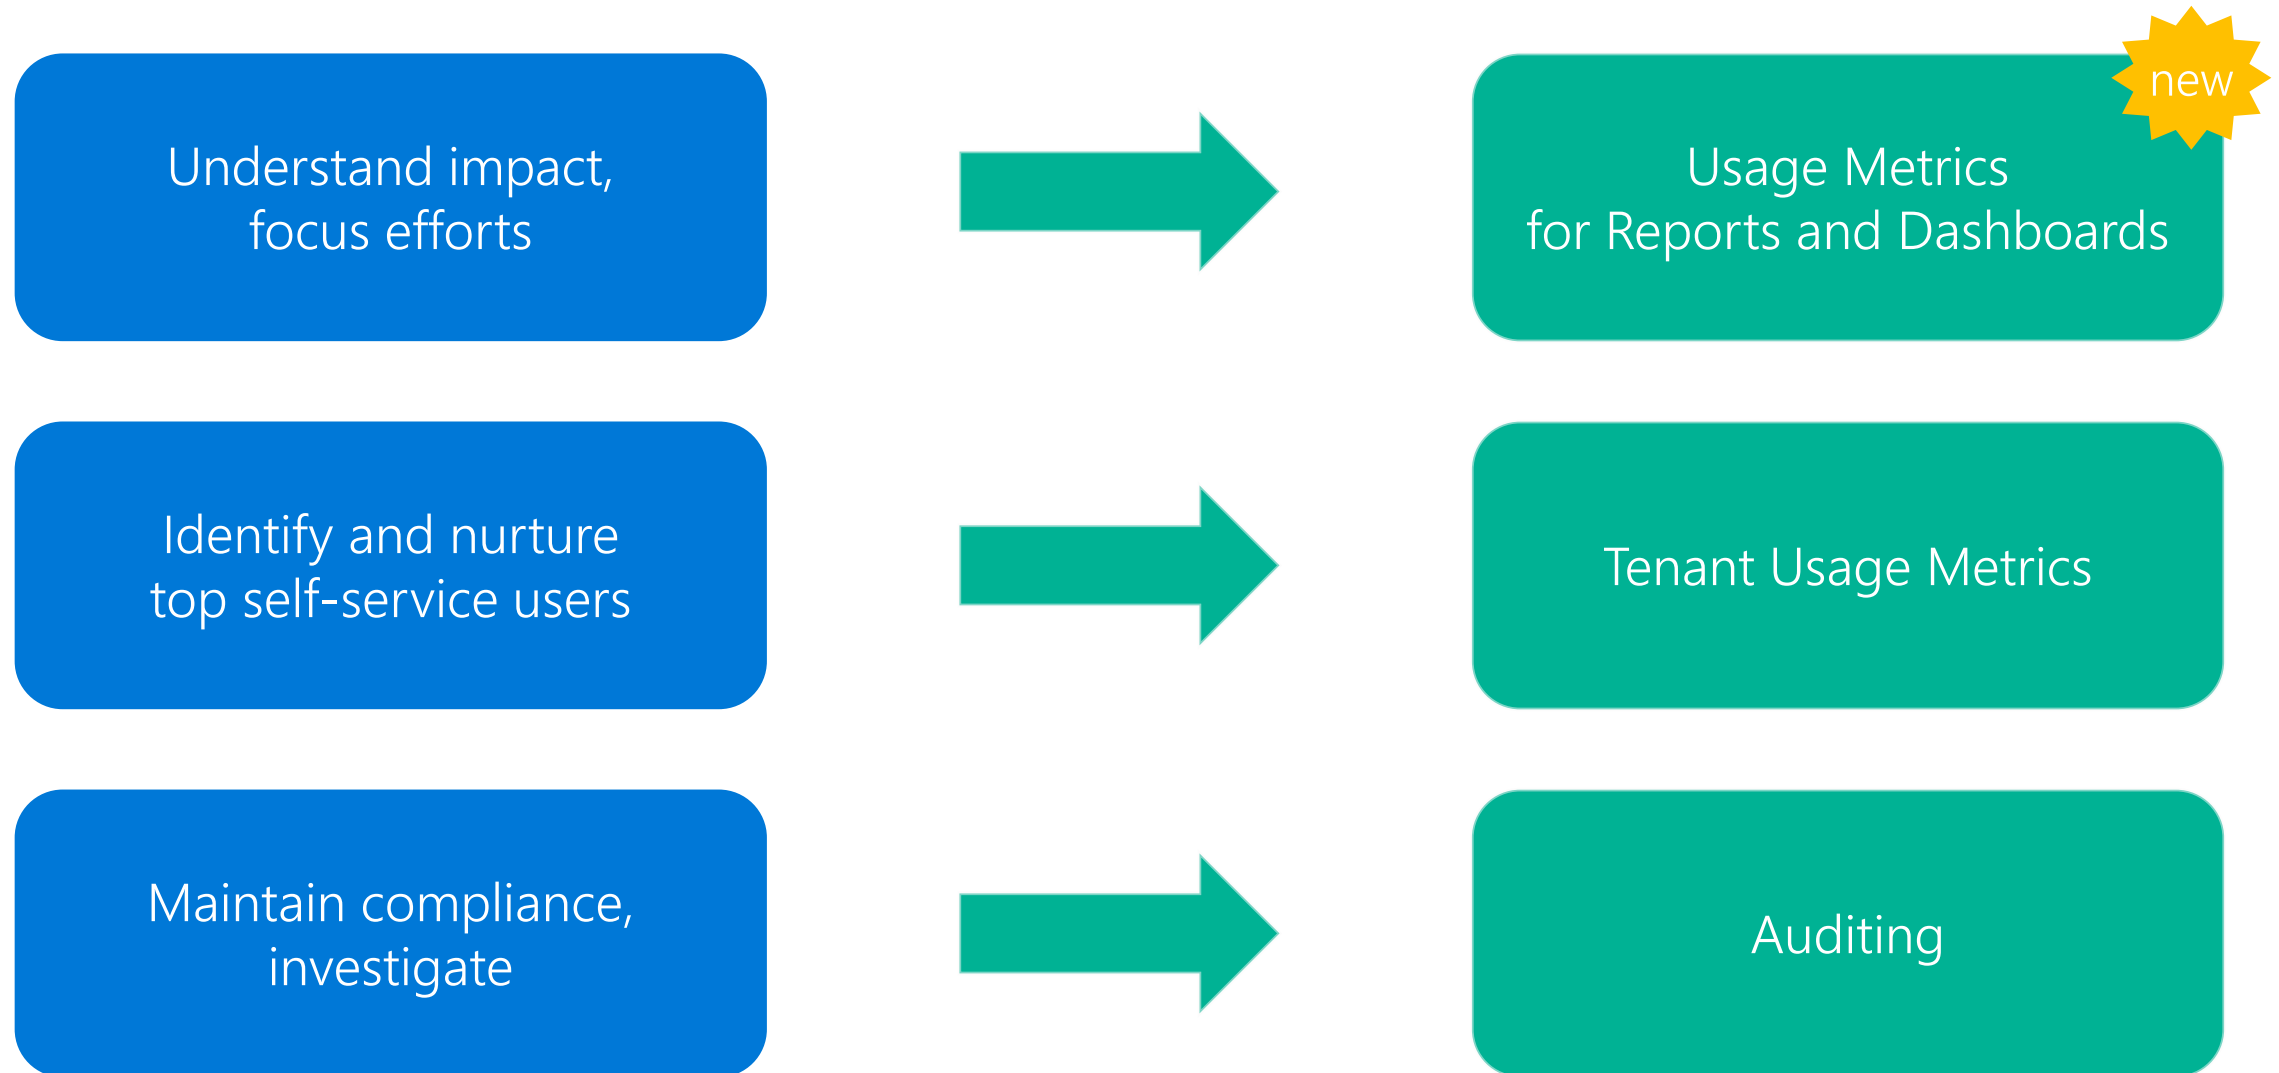 new
Understand impact,
focus efforts
Usage Metrics
for Reports and Dashboards
Identify and nurture
top self-service users
Tenant Usage Metrics
Maintain compliance,
investigate
Auditing